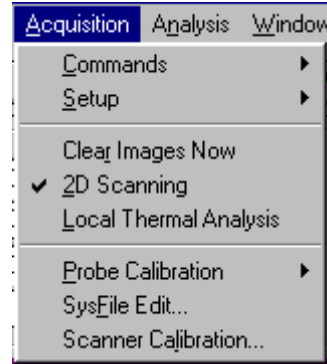 Acquisition Analysis Window
Commands
Setup
Clear Images Now
2D Scanning
Local Thermal Analysis
Probe Calibration
SysFile Edit...
Scanner Calibration...